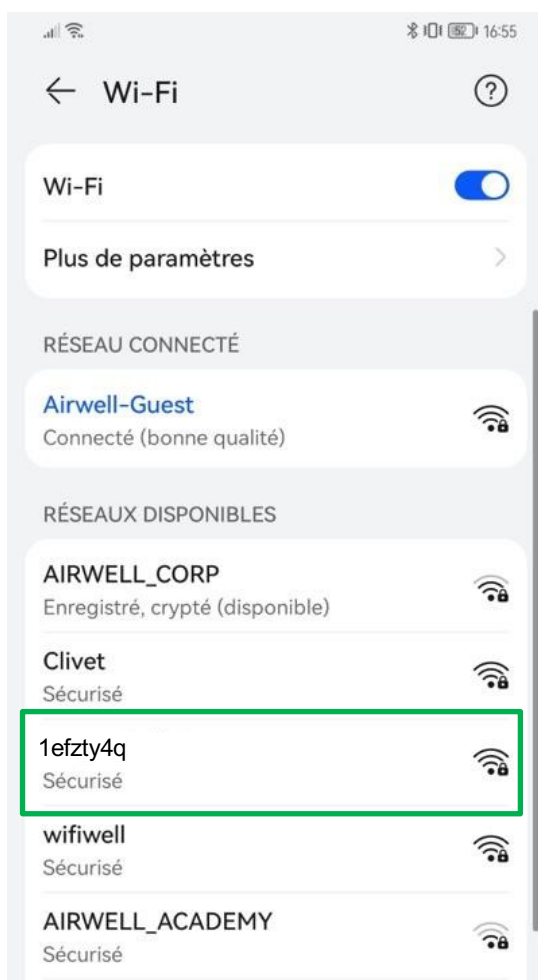 52 16:55
Wi-Fi
Wi-Fi
Plus de paramètres
RÉSEAU CONNECTÉ
Airwell-Guest
Connecté (bonne qualité)
RÉSEAUX DISPONIBLES
AIRWELL_CORP
Enregistré, crypté (disponible)
Clivet
Sécurisé
1efzty4q
Sécurisé
wifiwell
Sécurisé
AIRWELL_ACADEMY
Sécurisé